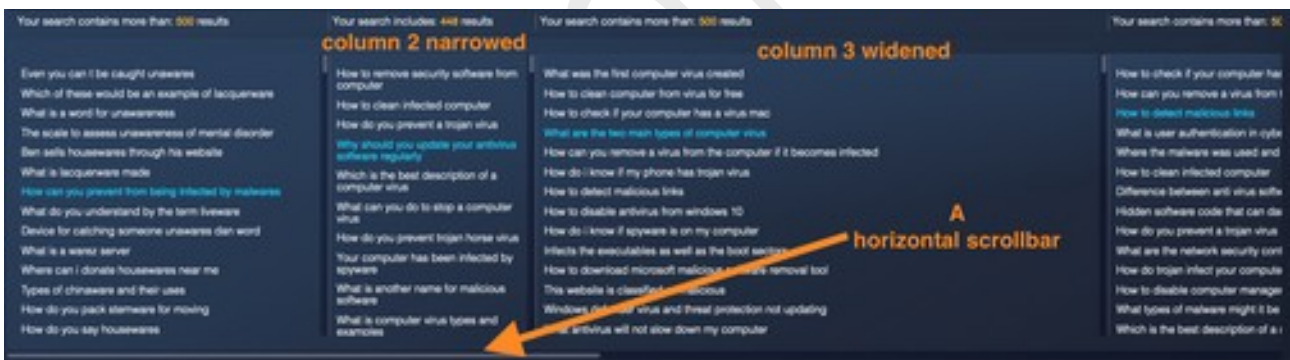 Your search contains more than: 500 results
Even you can t be caught unawares
Which of these would be an example of lacquerware
What is a word for unawareness
The scale to assess unawareness of mental disorder
Ben sells housewares through his website
What is lacquerware made
How can you prevent from being infected by malwares
What do you understand by the term liveware
Device for catching someone unawares dan word
What is a warez server
Where can i donate housewares near me
Types of chinaware and their uses
How do you pack stemware for moving
How do you say housewares
Your search includes: 448 results
column 2 narrowed
How to remove security software from
computer
How to clean infected computer
How do you prevent a trojan virus
Why should you update your antivirus
software regularly
Which is the best description of a
computer virus
What can you do to stop a computer
virus
How do you prevent trojan horse virus
Your computer has been infected by
spyware
What is another name for malicious
software
What is computer virus types and
examples
Your search contains more than: 500 results
column 3 widened
What was the first computer virus created
How to clean computer from virus for free
How to check if your computer has a virus mac
What are the two main types of computer virus
How can you remove a virus from the computer if it becomes infected
How do i know if my phone has trojan virus
How to detect malicious links
How to disable antivirus from windows 10
How do i know if spyware is on my computer
Infects the executables as well as the boot sectors
How to download microsoft malicious removal tool
This website is classified malicious
Windows virus and threat protection not updating
antivirus will not slow down my computer
A
horizontal scrollbar
Your search contains more than: 50
How to check if your computer has
How can you remove a virus from
How to detect malicious links
What is user authentication in cybe
Where the malware was used and
How to clean infected computer
Difference between anti virus softw
Hidden software code that can da
How do you prevent a trojan virus
What are the network security cont
How do trojan infect your compute
How to disable computer manage
What types of malware might it be
Which is the best description of a